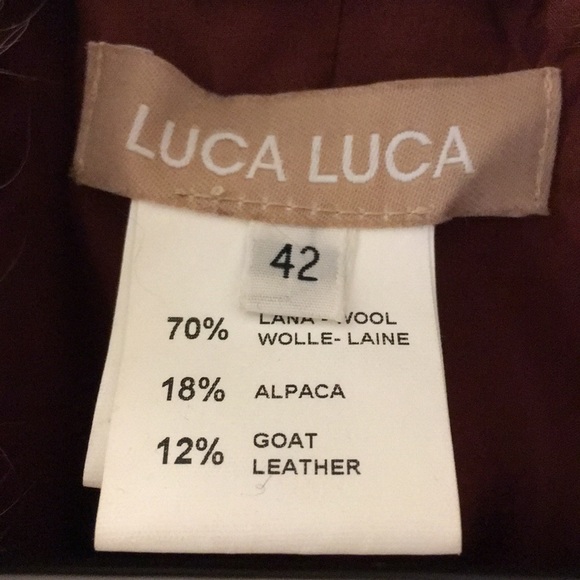 LUCA LUCA
42
70% LANA - WOOL
WOLLE- LAINE
18% ALPACA
12% GOAT
LEATHER